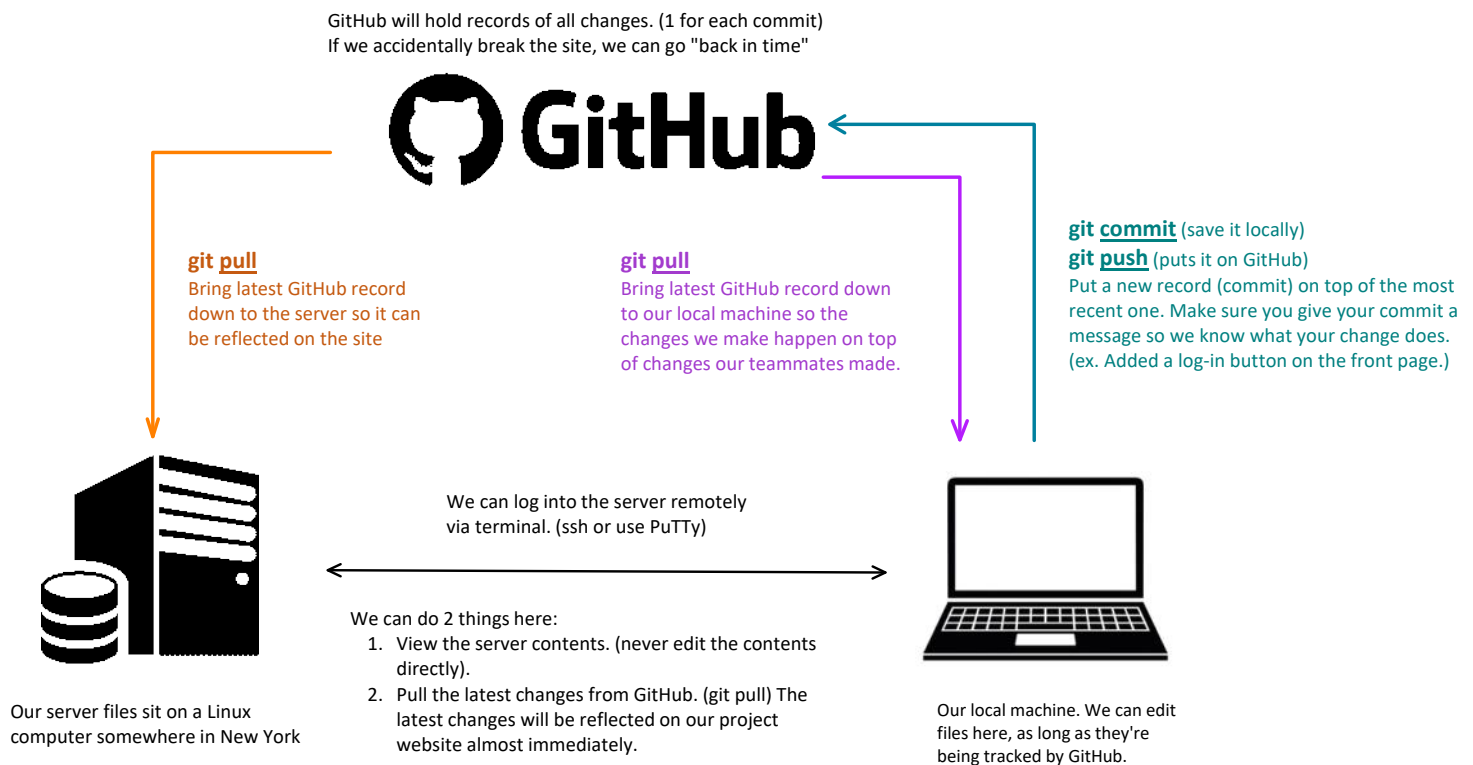 GitHub will hold records of all changes. (1 for each commit)
If we accidentally break the site, we can go "back in time"
GitHub
git pull
Bring latest GitHub record
down to the server so it can
be reflected on the site
git pull
Bring latest GitHub record down
to our local machine so the
changes we make happen on top
of changes our teammates made.
git commit (save it locally)
git push (puts it on GitHub)
Put a new record (commit) on top of the most
recent one. Make sure you give your commit a
message so we know what your change does.
(ex. Added a log-in button on the front page.)
We can log into the server remotely
via terminal. (ssh or use PuTTy)
We can do 2 things here:
1. View the server contents. (never edit the contents
directly).
2. Pull the latest changes from GitHub. (git pull) The
latest changes will be reflected on our project
website almost immediately.
Our server files sit on a Linux
computer somewhere in New York
Our local machine. We can edit
files here, as long as they're
being tracked by GitHub.